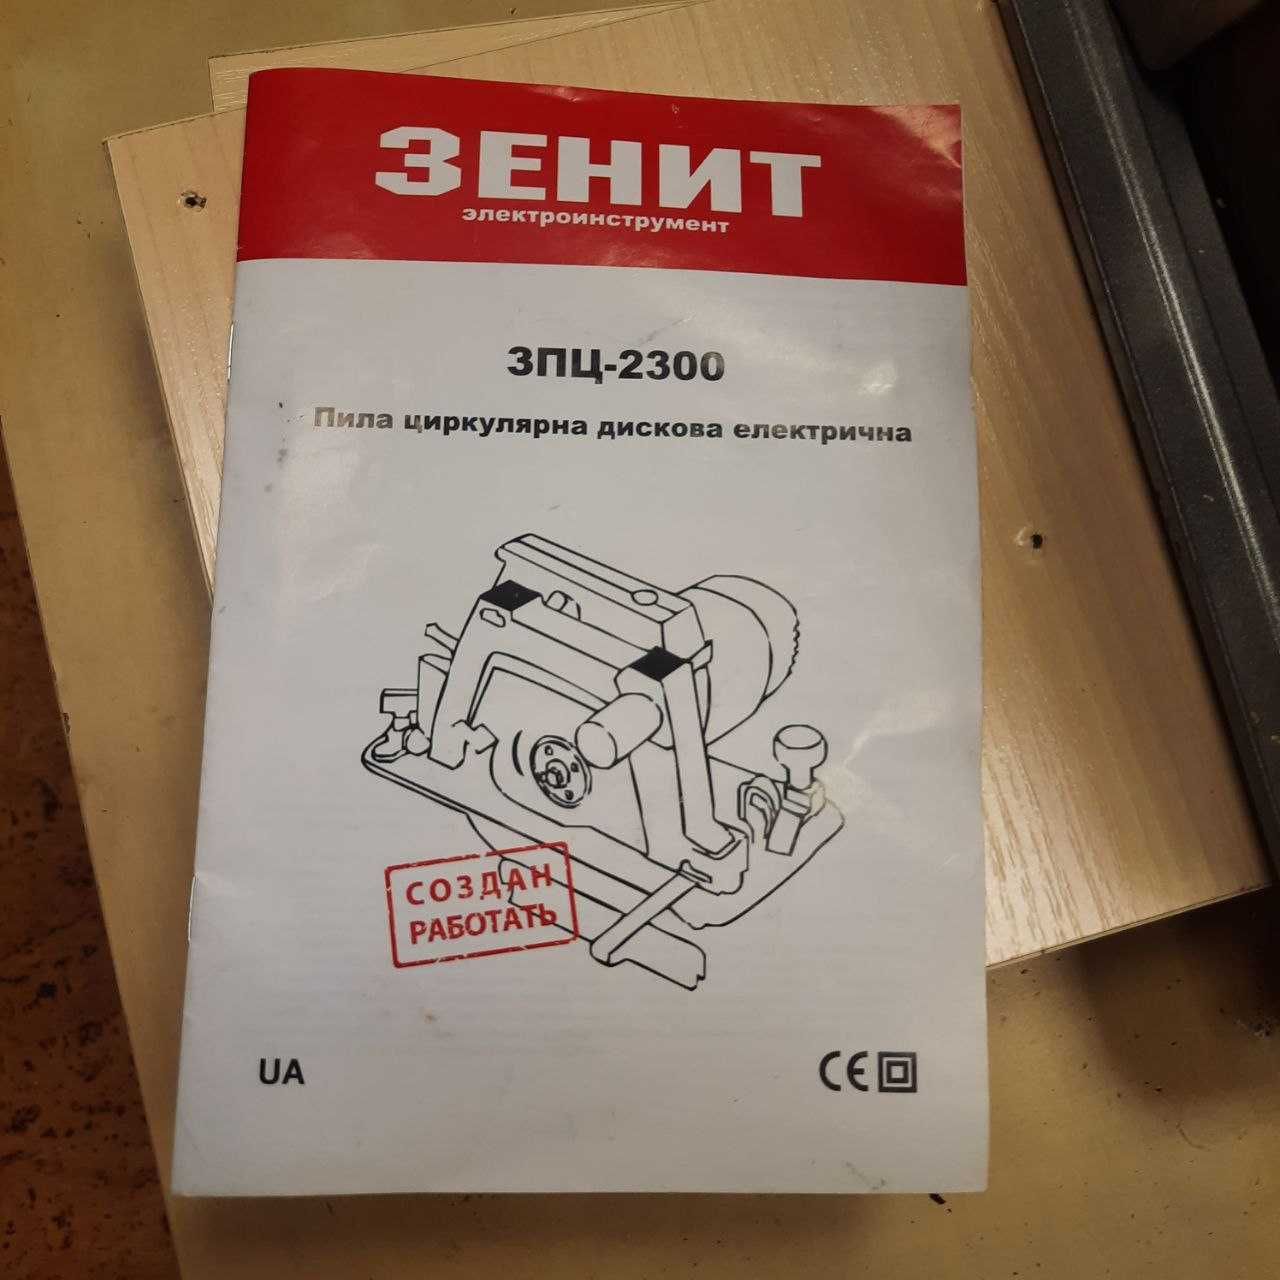 ЗЕНИТ
электроинструмент
ЗПЦ-2300
Пила циркулярна дискова електрична
СОЗДАН
РАБОТАТЬ
UA
CE